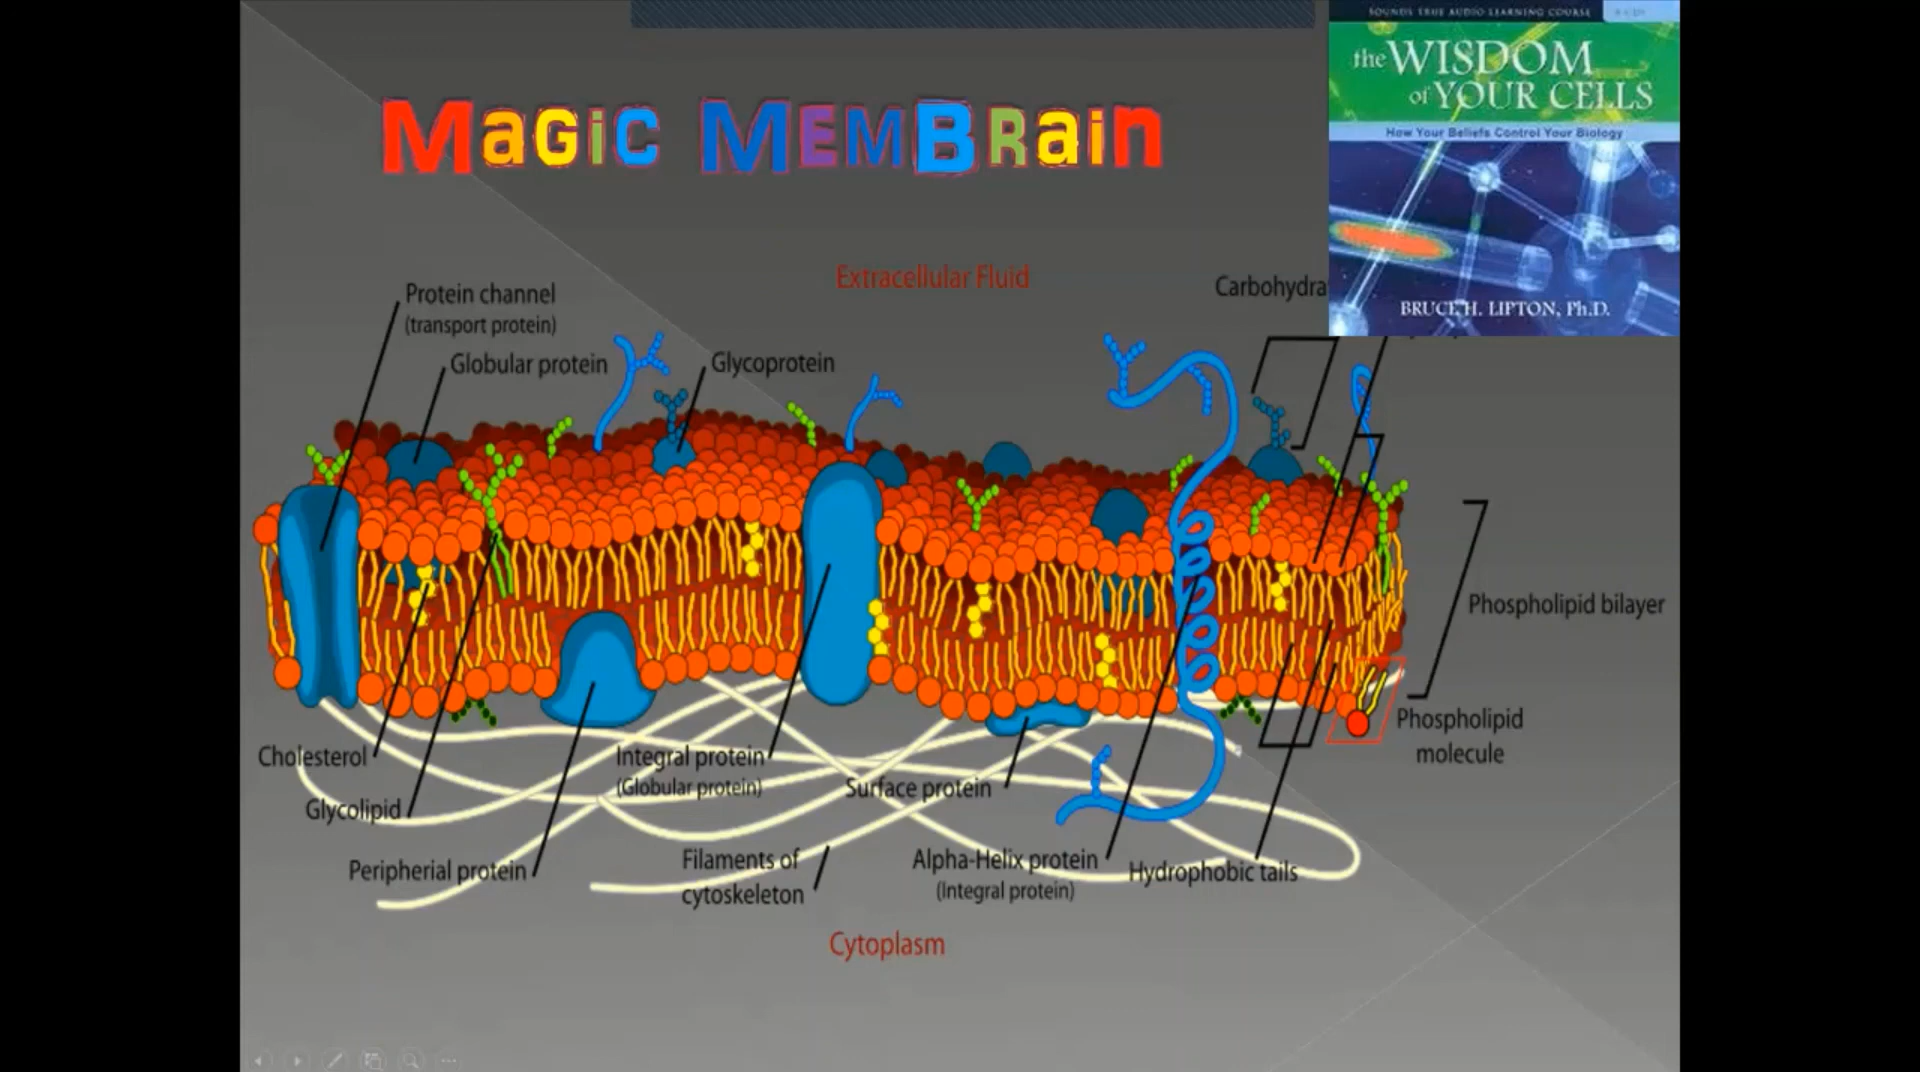 SOUNDS TRUE AUDIO LEARNING COURSE
the WISDOM
of YOUR CELLS
How Your Beliefs Control Your Biology
BRUCE H. LIPTON, Ph.D.
MaGiC MEMBRain
Extracellular Fluid
Carbohydra
Protein channel
(transport protein)
Globular protein
Glycoprotein
Phospholipid bilayer
Phospholipid
molecule
Cholesterol
Integral protein
(Globular protein)
Surface protein
Glycolipid
Peripherial protein
Filaments of
cytoskeleton
Alpha-Helix protein
(Integral protein)
Hydrophobic tails
Cytoplasm